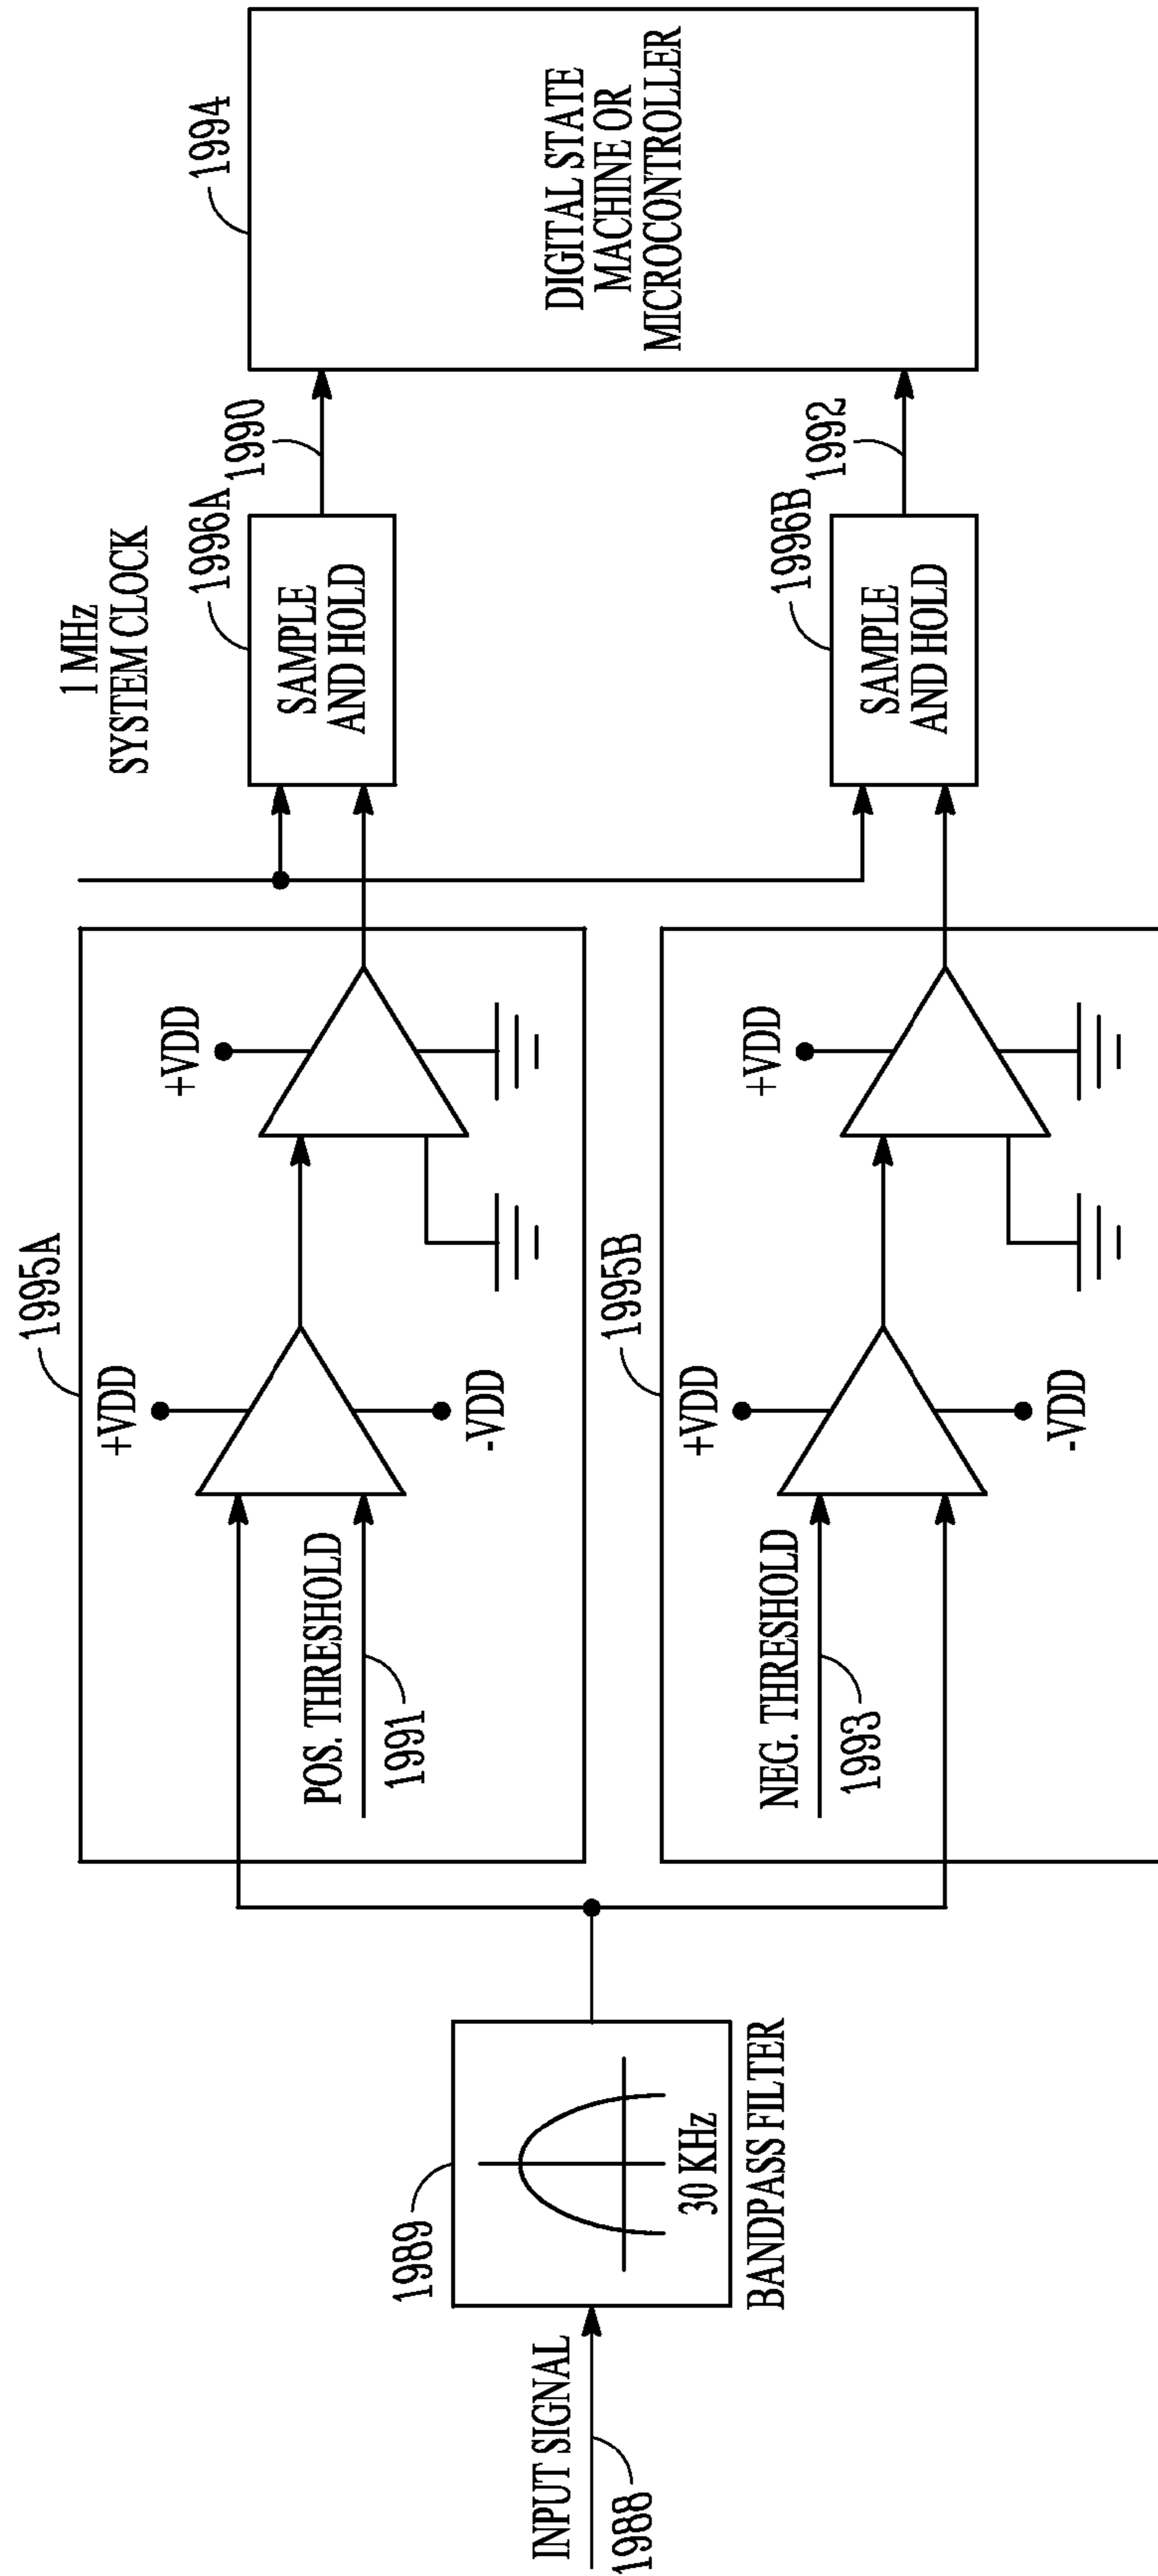 INPUT SIGNAL
1988
1989
30 KHz
BANDPASS FILTER
1995A
+VDD
-VDD
POS. THRESHOLD
1991
+VDD
1995B
+VDD
-VDD
NEG. THRESHOLD
1993
+VDD
1 MHz
SYSTEM CLOCK
1996A
SAMPLE
AND HOLD
1990
1996B
SAMPLE
AND HOLD
1992
1994
DIGITAL STATE
MACHINE OR
MICROCONTROLLER